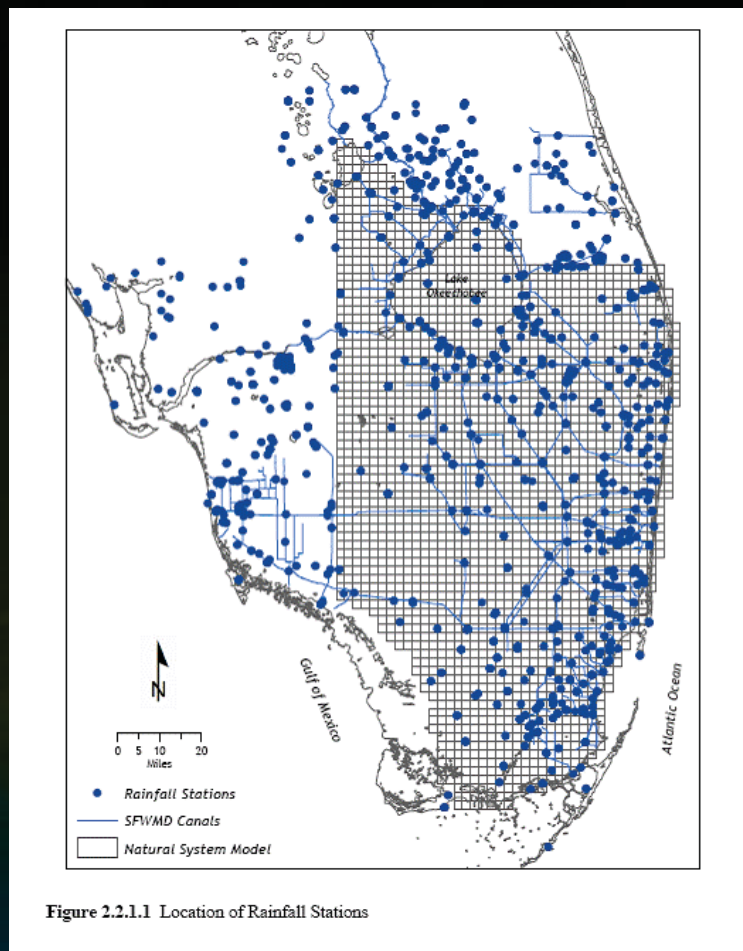 Lake
Okeechobee
Gulf of Mexico
Atlantic Ocean
N
0 5 10 20
Miles
Rainfall Stations
SFWMD Canals
Natural System Model
Figure 2.2.1.1 Location of Rainfall Stations